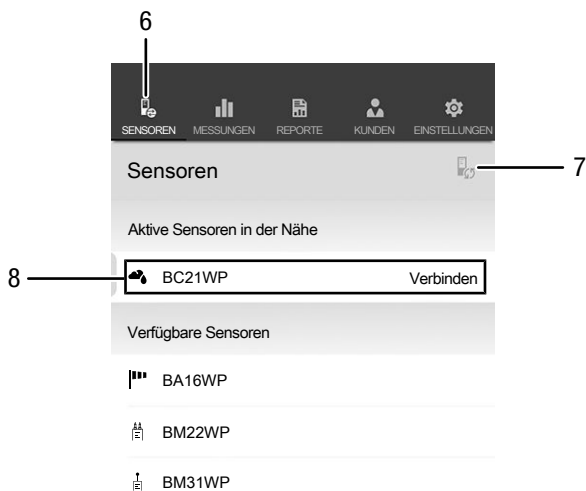 6
SENSOREN MESSUNGEN REPORTE KUNDEN EINSTELLUNGEN
Sensoren
7
Aktive Sensoren in der Nähe
8
BC21WP Verbinden
Verfügbare Sensoren
BA16WP
BM22WP
BM31WP